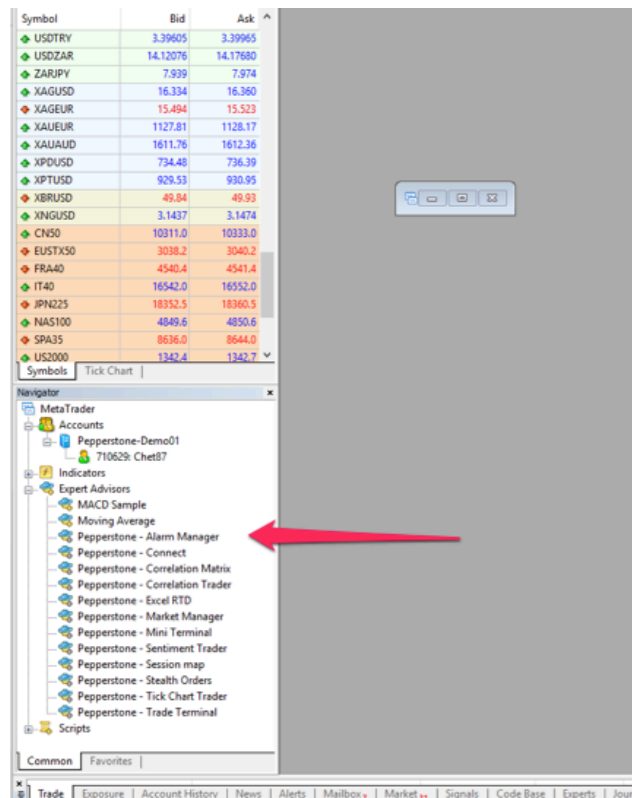 Symbol Bid Ask
USDTRY 3.39605 3.39965
USDZAR 14.12076 14.17680
ZARJPY 7.939 7.974
XAGUSD 16.334 16.360
XAGEUR 15.494 15.523
XAUEUR 1127.81 1128.17
XAUAUD 1611.76 1612.36
XPDUSD 734.48 736.39
XPTUSD 929.53 930.95
XBRUSD 49.84 49.93
XNGUSD 3.1437 3.1474
CN50 10311.0 10333.0
EUSTX50 3038.2 3040.2
FRA40 4540.4 4541.4
IT40 16542.0 16552.0
JPN225 18352.5 18360.5
NAS100 4849.6 4850.6
SPA35 8636.0 8644.0
US2000 1342.4 1342.7
Symbols Tick Chart
Navigator
MetaTrader
Accounts
Pepperstone-Demo01
710629: Chet87
Indicators
Expert Advisors
MACD Sample
Moving Average
Pepperstone - Alarm Manager
Pepperstone - Connect
Pepperstone - Correlation Matrix
Pepperstone - Correlation Trader
Pepperstone - Excel RTD
Pepperstone - Market Manager
Pepperstone - Mini Terminal
Pepperstone - Sentiment Trader
Pepperstone - Session map
Pepperstone - Stealth Orders
Pepperstone - Tick Chart Trader
Pepperstone - Trade Terminal
Scripts
Common Favorites
Trade Exposure Account History News Alerts Mailbox Market Signals Code Base Experts Jour